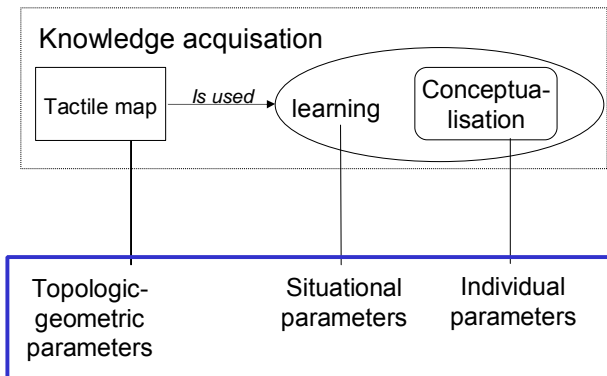 Knowledge acquisation
Tactile map
Is used
learning
Conceptua-
lisation
Topologic-
geometric
parameters
Situational
parameters
Individual
parameters